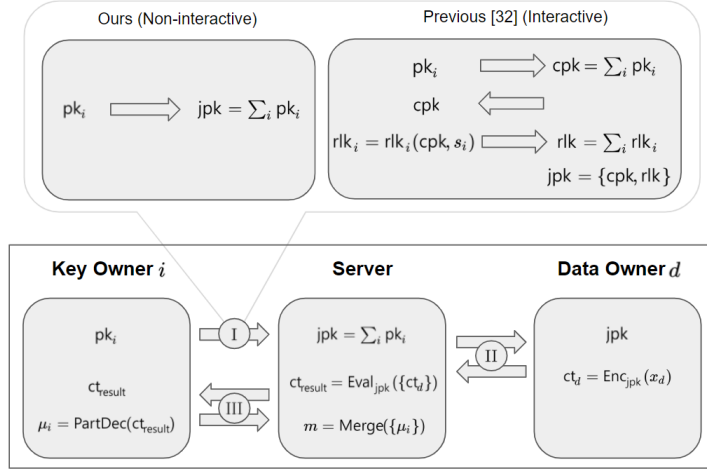 Ours (Non-interactive)
pk_i jpk = ∑_i pk_i
Previous [32] (Interactive)
pk_i cpk = ∑_i pk_i
cpk
rlk_i = rlk_i(cpk, s_i) rlk = ∑_i rlk_i
jpk = {cpk, rlk}
Key Owner i Server Data Owner d
pk_i I jpk = ∑_i pk_i II jpk
ct_result ct_result = Eval_jpk({ct_d}) ct_d = Enc_jpk(x_d)
μ_i = PartDec(ct_result) III m = Merge({μ_i})